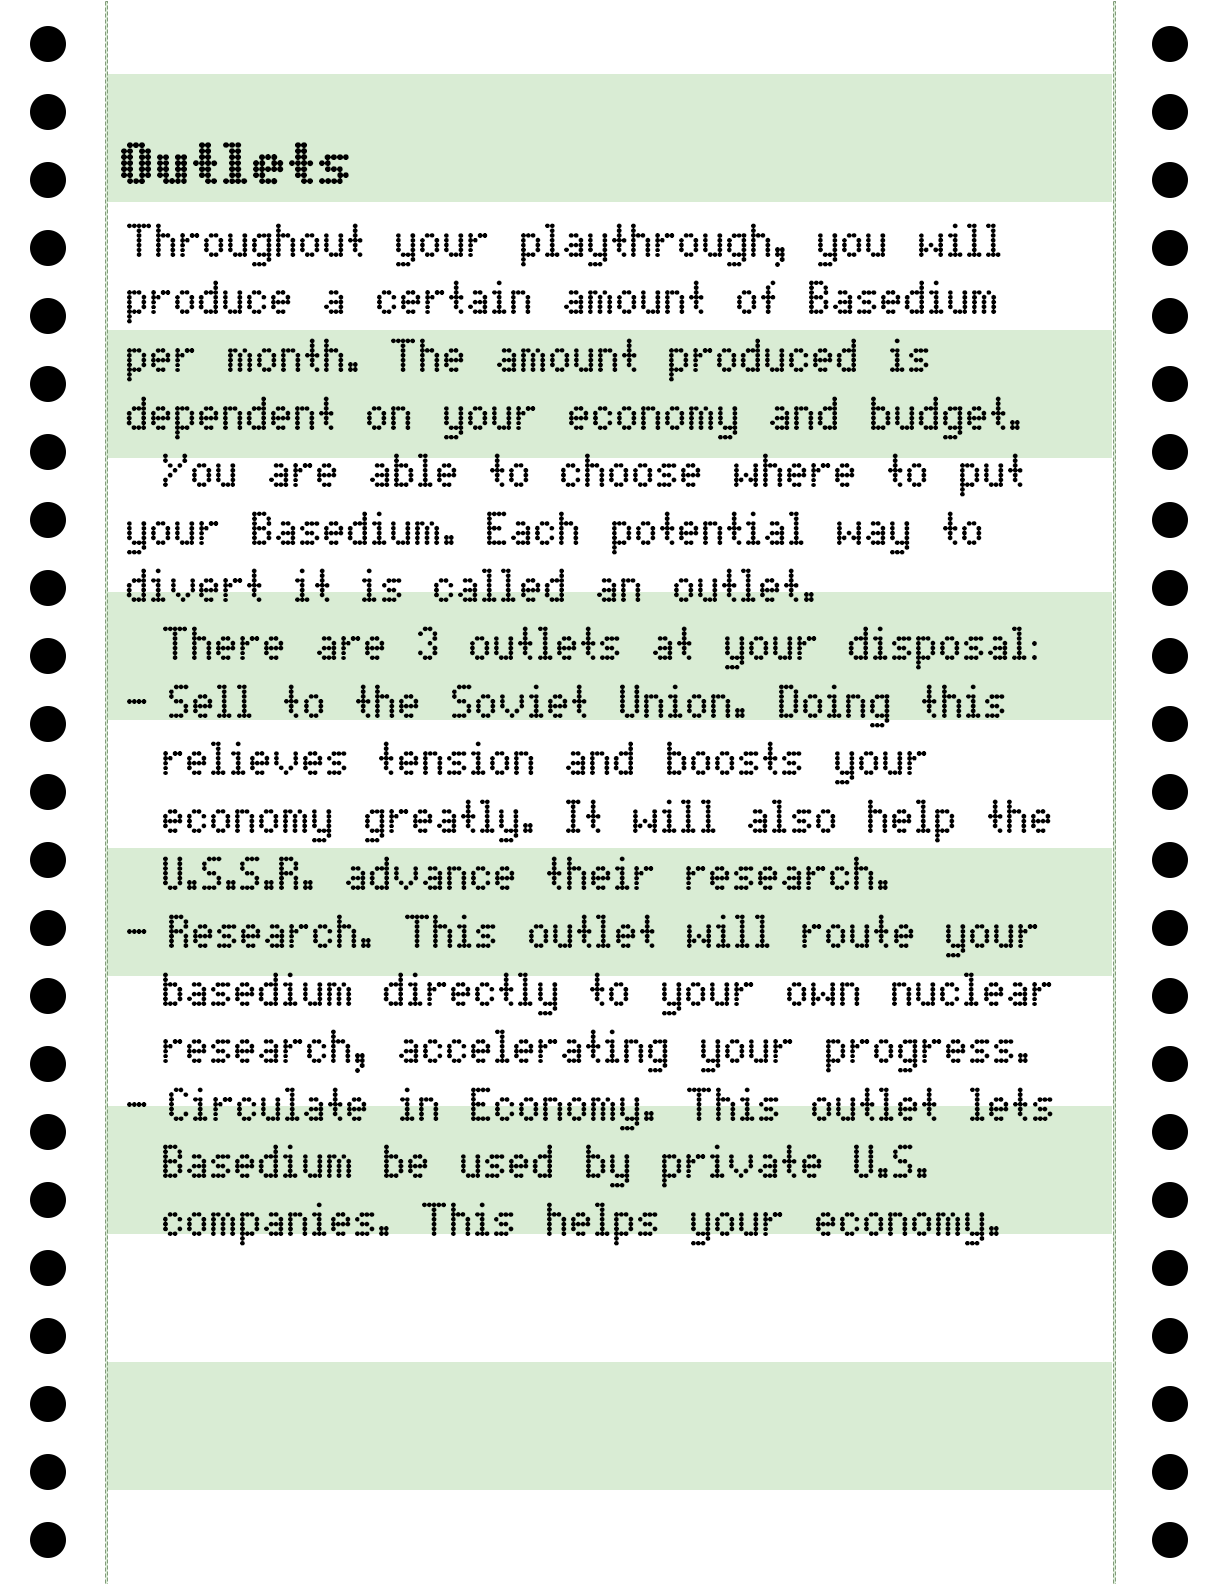 Outlets
Throughout your playthrough, you will
produce a certain amount of Basedium
per month. The amount produced is
dependent on your economy and budget.
You are able to choose where to put
your Basedium. Each potential way to
divert it is called an outlet.
There are 3 outlets at your disposal:
- Sell to the Soviet Union. Doing this
relieves tension and boosts your
economy greatly. It will also help the
U.S.S.R. advance their research.
- Research. This outlet will route your
basedium directly to your own nuclear
research, accelerating your progress.
- Circulate in Economy. This outlet lets
Basedium be used by private U.S.
companies. This helps your economy.